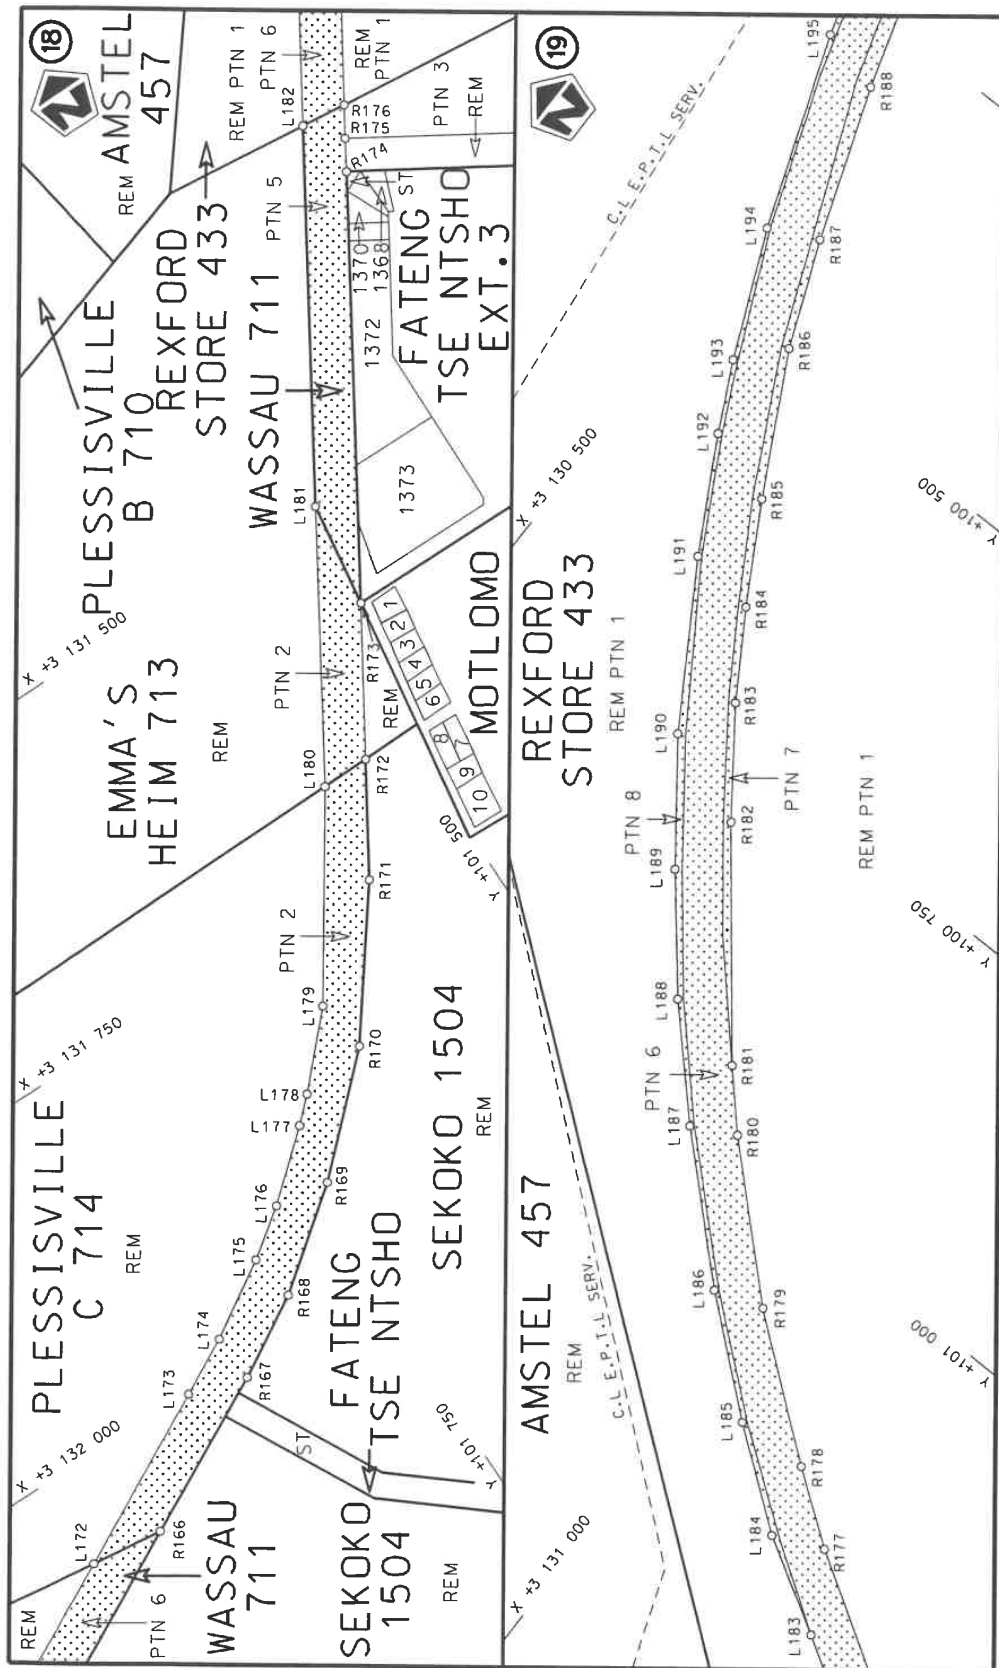 18
REM
PTN 6
L172
R166
WASSAU
711
X +3 132 000
PLESSISVILLE
C 714
REM
L173
L174
L175
L176
L177
L178
L179
R167
R168
R169
R170
R171
R172
ST
SEKOKO
1504
REM
FATENG
TSE NTSHO
Y +101 750
SEKOKO 1504
REM
X +3 131 750
PTN 2
L180
EMMA'S
HEIM 713
REM
X +3 131 500
PTN 2
REM
R173
Y +101 500
10
9
8
7
6
5
4
3
2
1
MOTLOMO
L181
PLESSISVILLE
B 710
REXFORD
STORE 433
WASSAU 711
PTN 5
1373
1372
1370
1368
FATENG
TSE NTSHO
EXT.3
ST
R174
R175
R176
L182
REM AMSTEL
457
REM PTN 1
PTN 6
REM
PTN 1
PTN 3
REM
19
L183
L184
L185
L186
L187
L188
L189
L190
L191
L192
L193
L194
L195
R177
R178
R179
R180
R181
R182
R183
R184
R185
R186
R187
R188
X +3 131 000
AMSTEL 457
REM
C.L E.P.T.L SERV.
Y +101 000
PTN 6
PTN 8
PTN 7
REM PTN 1
Y +100 750
REXFORD
STORE 433
REM PTN 1
X +3 130 500
C.L E.P.T.L SERV.
Y +100 500